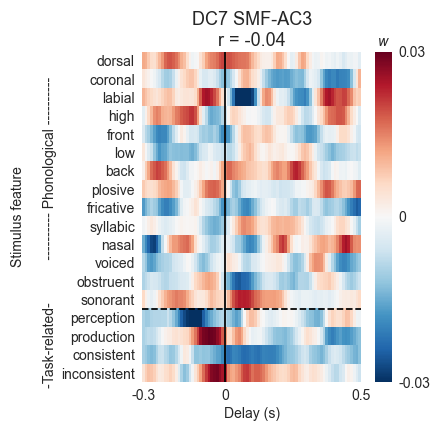 DC7 SMF-AC3
r = -0.04
w
dorsal
coronal
labial
high
front
low
back
plosive
fricative
syllabic
nasal
voiced
obstruent
sonorant
perception
production
consistent
inconsistent
Stimulus feature
-Task-related- ---------- Phonological ----------
-0.3
0
0.5
Delay (s)
0.03
0
-0.03